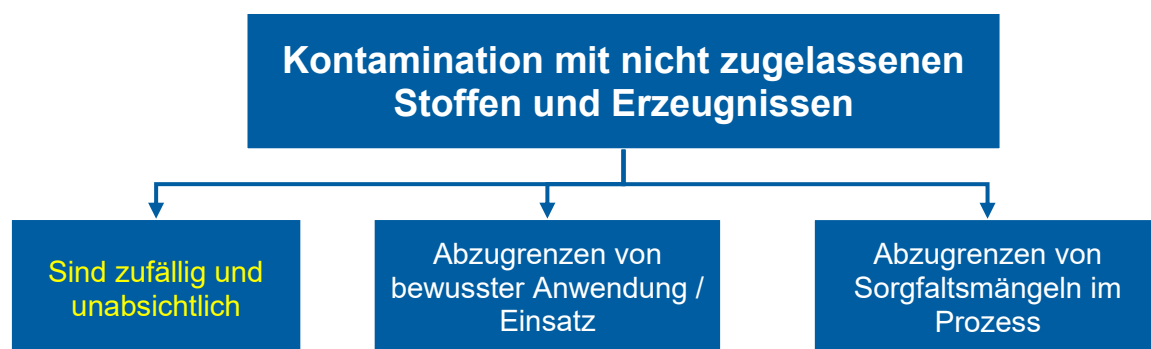 Kontamination mit nicht zugelassenen
Stoffen und Erzeugnissen
Sind zufällig und
unabsichtlich
Abzugrenzen von
bewusster Anwendung /
Einsatz
Abzugrenzen von
Sorgfaltsmängeln im
Prozess